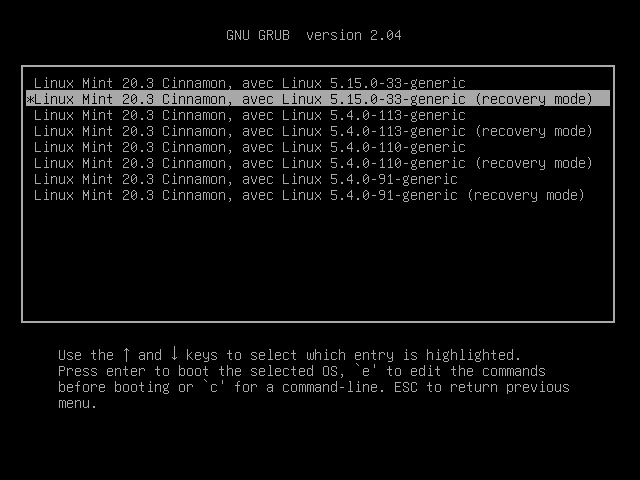 GNU GRUB  version 2.04
Linux Mint 20.3 Cinnamon, avec Linux 5.15.0-33-generic
*Linux Mint 20.3 Cinnamon, avec Linux 5.15.0-33-generic (recovery mode)
Linux Mint 20.3 Cinnamon, avec Linux 5.4.0-113-generic
Linux Mint 20.3 Cinnamon, avec Linux 5.4.0-113-generic (recovery mode)
Linux Mint 20.3 Cinnamon, avec Linux 5.4.0-110-generic
Linux Mint 20.3 Cinnamon, avec Linux 5.4.0-110-generic (recovery mode)
Linux Mint 20.3 Cinnamon, avec Linux 5.4.0-91-generic
Linux Mint 20.3 Cinnamon, avec Linux 5.4.0-91-generic (recovery mode)
Use the ↑ and ↓ keys to select which entry is highlighted.
Press enter to boot the selected OS, `e' to edit the commands
before booting or `c' for a command-line. ESC to return previous
menu.